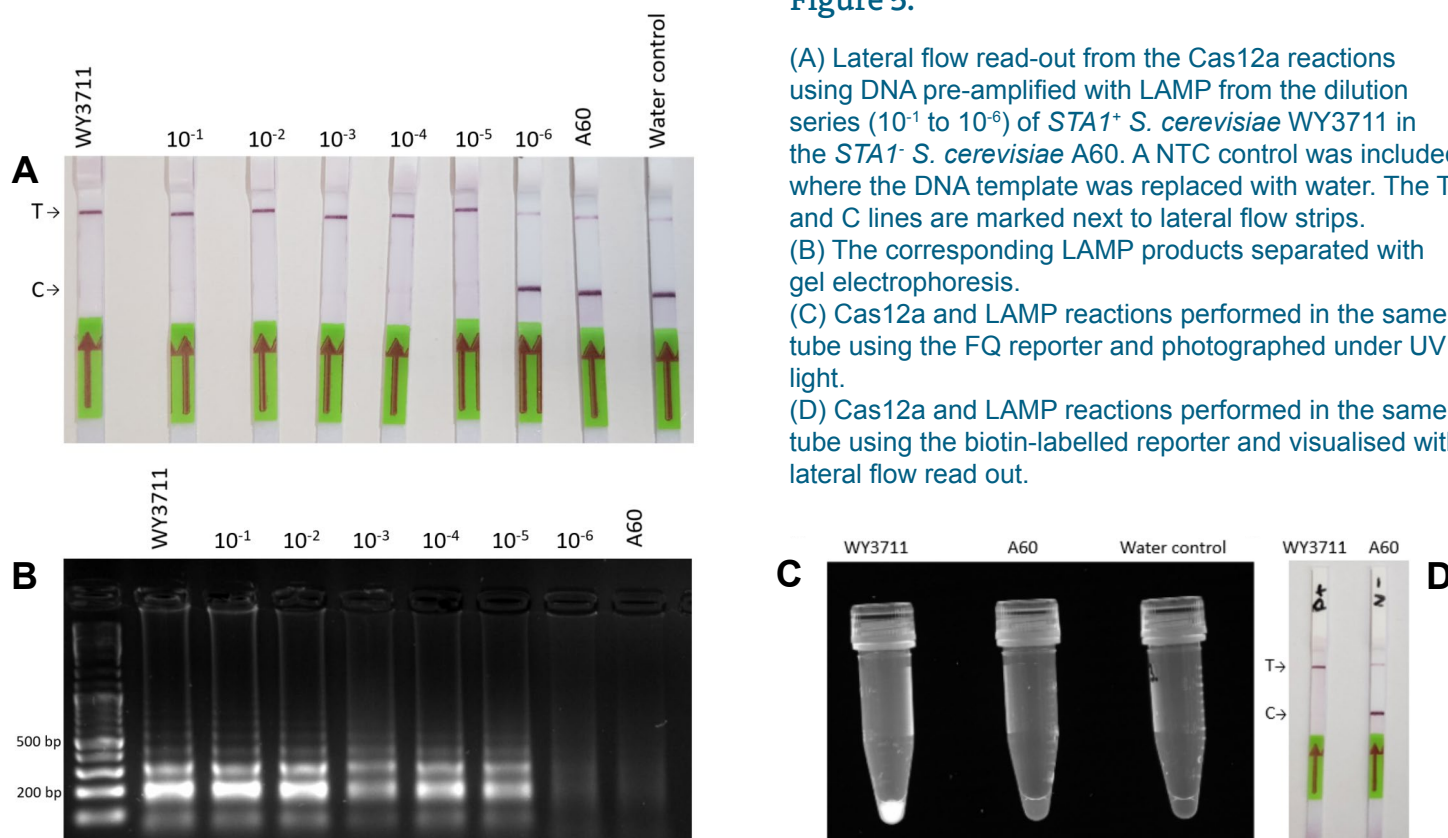 Figure 5.
(A) Lateral flow read-out from the Cas12a reactions
using DNA pre-amplified with LAMP from the dilution
series (10⁻¹ to 10⁻⁶) of STA1⁺ S. cerevisiae WY3711 in
the STA1⁻ S. cerevisiae A60. A NTC control was included
where the DNA template was replaced with water. The T
and C lines are marked next to lateral flow strips.
(B) The corresponding LAMP products separated with
gel electrophoresis.
(C) Cas12a and LAMP reactions performed in the same
tube using the FQ reporter and photographed under UV
light.
(D) Cas12a and LAMP reactions performed in the same
tube using the biotin-labelled reporter and visualised with
lateral flow read out.
A
WY3711 10⁻¹ 10⁻² 10⁻³ 10⁻⁴ 10⁻⁵ 10⁻⁶ A60 Water control
T→
C→
B
WY3711 10⁻¹ 10⁻² 10⁻³ 10⁻⁴ 10⁻⁵ 10⁻⁶ A60
500 bp
200 bp
C
WY3711 A60 Water control
D
WY3711 A60
T→
C→